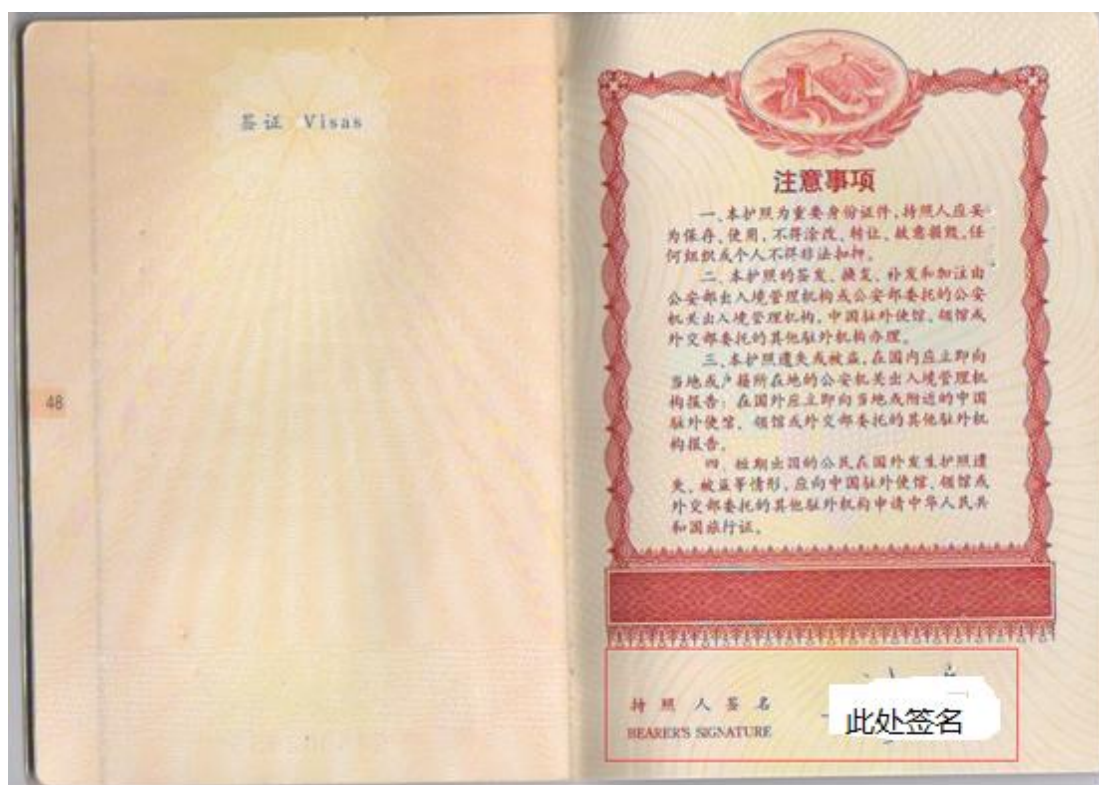 签证 Visas
48
注意事项
一、本护照为重要身份证件,持照人应妥
为保存、使用,不得涂改、转让、故意损毁,任
何组织或个人不得非法扣押。
二、本护照的签发、换发、补发和加注由
公安部出入境管理机构或公安部委托的公安
机关出入境管理机构,中国驻外使馆、领馆或
外交部委托的其他驻外机构办理。
三、本护照遗失或被盗,在国内应立即向
当地或户籍所在地的公安机关出入境管理机
构报告;在国外应立即向当地或附近的中国
驻外使馆、领馆或外交部委托的其他驻外机
构报告。
四、短期出国的公民在国外发生护照遗
失、被盗等情形,应向中国驻外使馆、领馆或
外交部委托的其他驻外机构申请中华人民共
和国旅行证。
持照人签名
BEARER'S SIGNATURE
此处签名